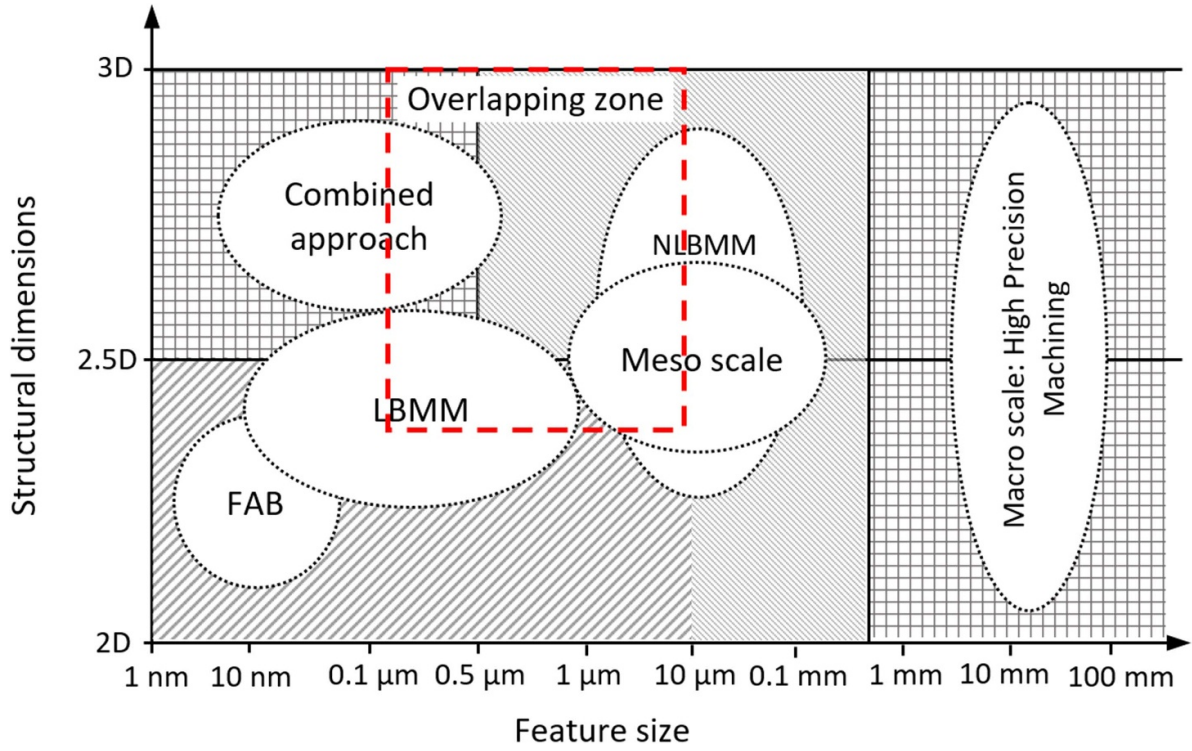 3D
Overlapping zone
Combined
approach
NLBMM
Macro scale: High Precision
Machining
Structural dimensions
2.5D
Meso scale
LBMM
FAB
2D
1 nm 10 nm 0.1 µm 0.5 µm 1 µm 10 µm 0.1 mm 1 mm 10 mm 100 mm
Feature size